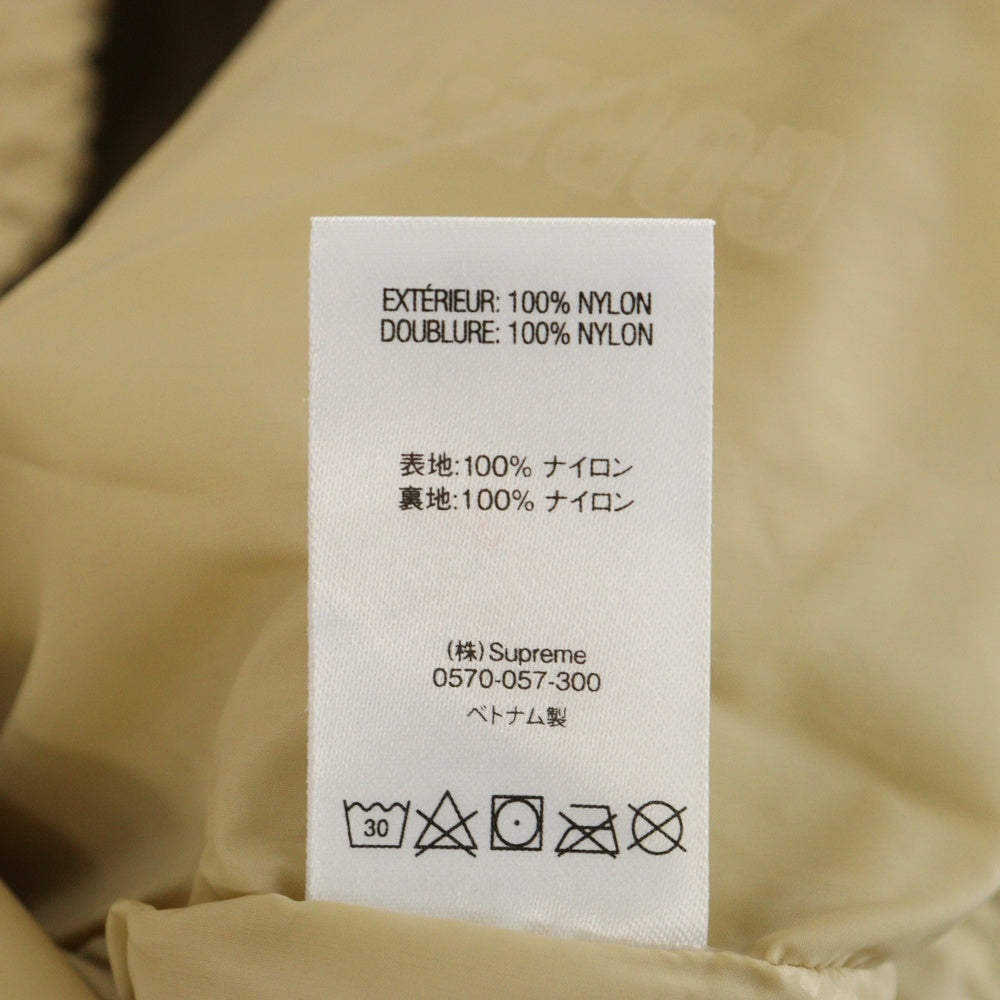 EXTÉRIEUR: 100% NYLON
DOUBLURE: 100% NYLON
表地:100% ナイロン
裏地:100% ナイロン
(株)Supreme
0570-057-300
ベトナム製
30